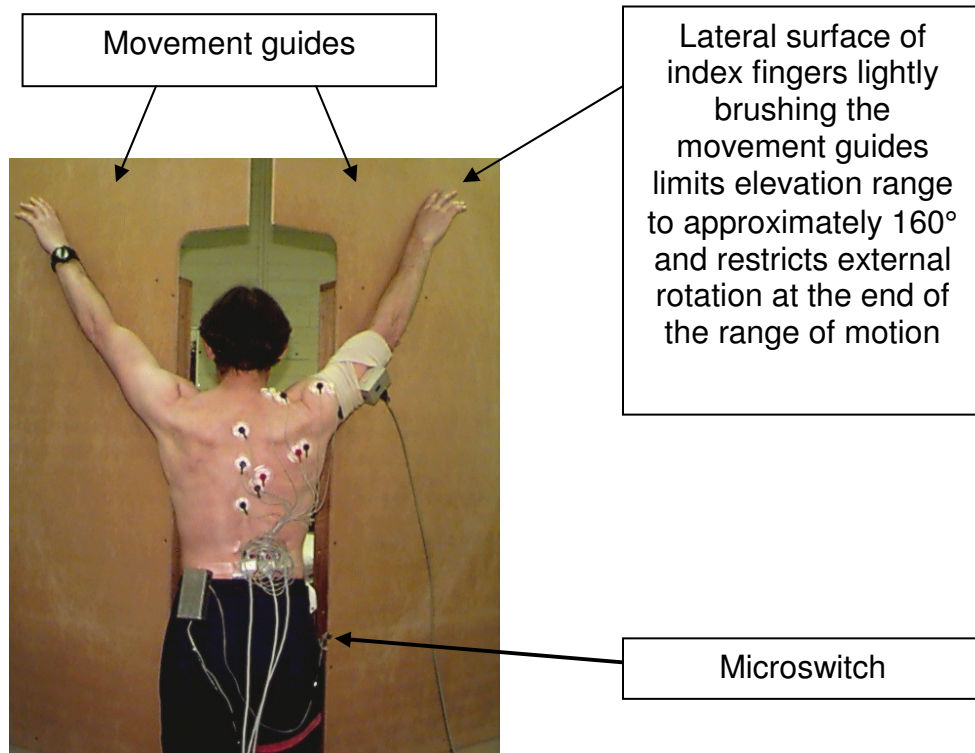 Movement guides
Lateral surface of
index fingers lightly
brushing the
movement guides
limits elevation range
to approximately 160°
and restricts external
rotation at the end of
the range of motion
Microswitch